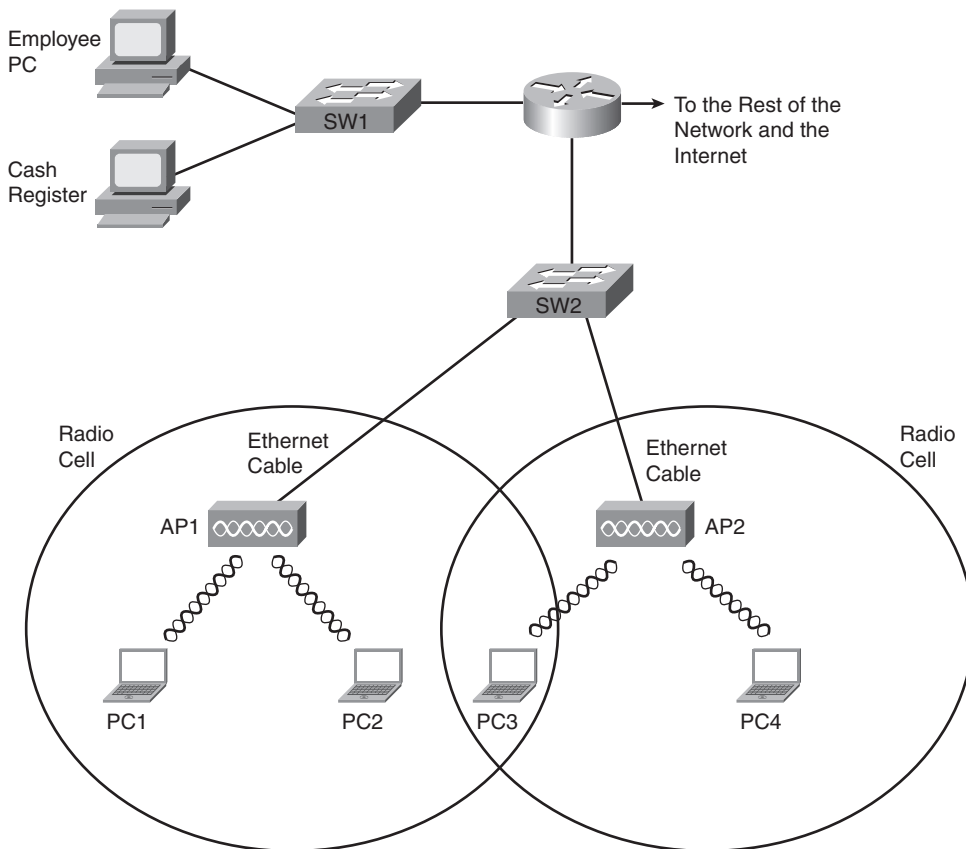 Employee
PC
SW1
To the Rest of the
Network and the
Internet
Cash
Register
SW2
Radio
Cell
Ethernet
Cable
Ethernet
Cable
Radio
Cell
AP1
AP2
PC1
PC2
PC3
PC4